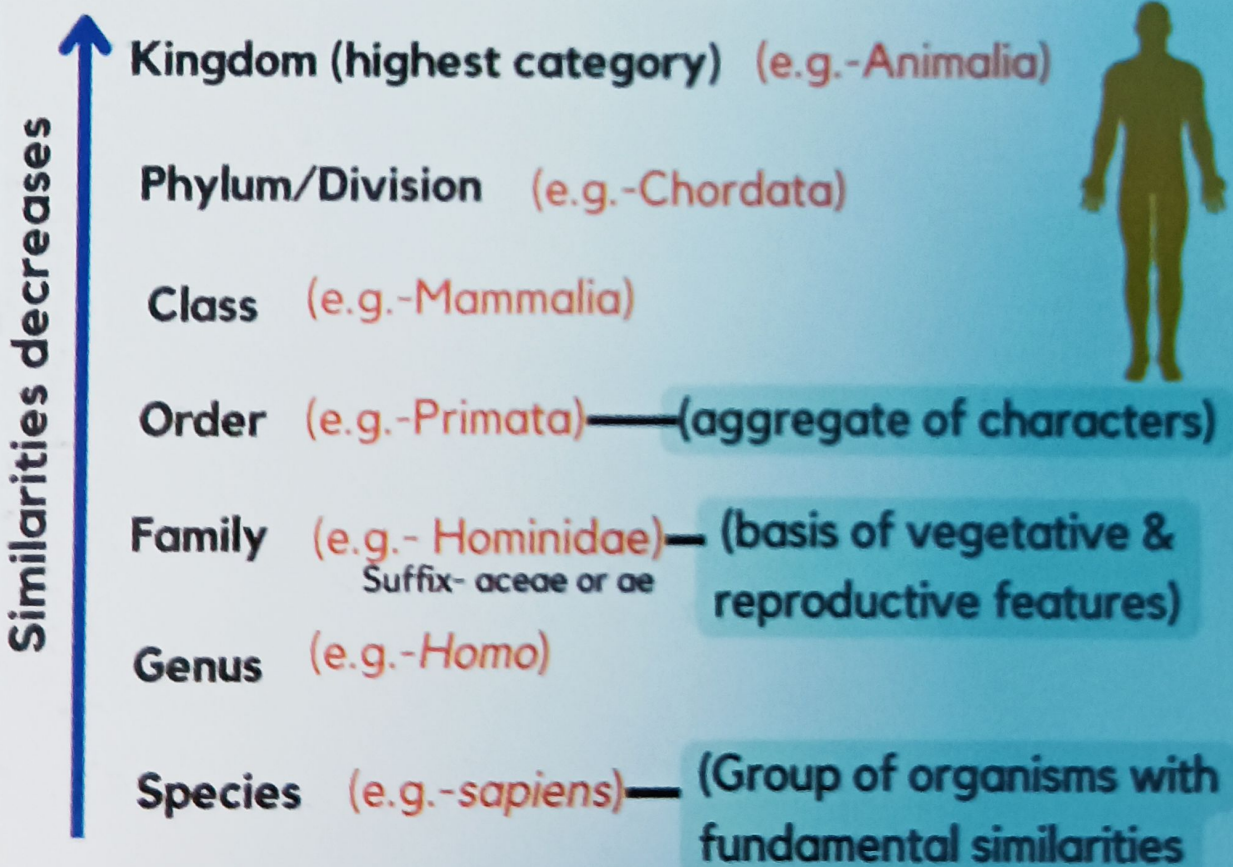 Similarities decreases
Kingdom (highest category) (e.g.-Animalia)
Phylum/Division (e.g.-Chordata)
Class (e.g.-Mammalia)
Order (e.g.-Primata)
(aggregate of characters)
Family (e.g.- Hominidae)
Suffix- aceae or ae
(basis of vegetative &
reproductive features)
Genus (e.g.-Homo)
Species (e.g.-sapiens)
(Group of organisms with
fundamental similarities